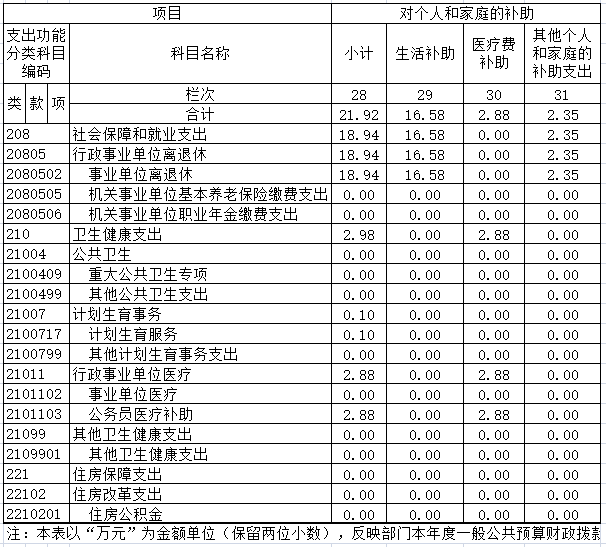 项目 对个人和家庭的补助
支出功能分类科目编码 科目名称 小计 生活补助 医疗费补助 其他个人和家庭的补助支出
类 款 项 栏次 28 29 30 31
合计 21.92 16.58 2.88 2.35
208 社会保障和就业支出 18.94 16.58 0.00 2.35
20805 行政事业单位离退休 18.94 16.58 0.00 2.35
2080502 事业单位离退休 18.94 16.58 0.00 2.35
2080505 机关事业单位基本养老保险缴费支出 0.00 0.00 0.00 0.00
2080506 机关事业单位职业年金缴费支出 0.00 0.00 0.00 0.00
210 卫生健康支出 2.98 0.00 2.88 0.00
21004 公共卫生 0.00 0.00 0.00 0.00
2100409 重大公共卫生专项 0.00 0.00 0.00 0.00
2100499 其他公共卫生支出 0.00 0.00 0.00 0.00
21007 计划生育事务 0.10 0.00 0.00 0.00
2100717 计划生育服务 0.10 0.00 0.00 0.00
2100799 其他计划生育事务支出 0.00 0.00 0.00 0.00
21011 行政事业单位医疗 2.88 0.00 2.88 0.00
2101102 事业单位医疗 0.00 0.00 0.00 0.00
2101103 公务员医疗补助 2.88 0.00 2.88 0.00
21099 其他卫生健康支出 0.00 0.00 0.00 0.00
2109901 其他卫生健康支出 0.00 0.00 0.00 0.00
221 住房保障支出 0.00 0.00 0.00 0.00
22102 住房改革支出 0.00 0.00 0.00 0.00
2210201 住房公积金 0.00 0.00 0.00 0.00
注：本表以“万元”为金额单位（保留两位小数），反映部门本年度一般公共预算财政拨款